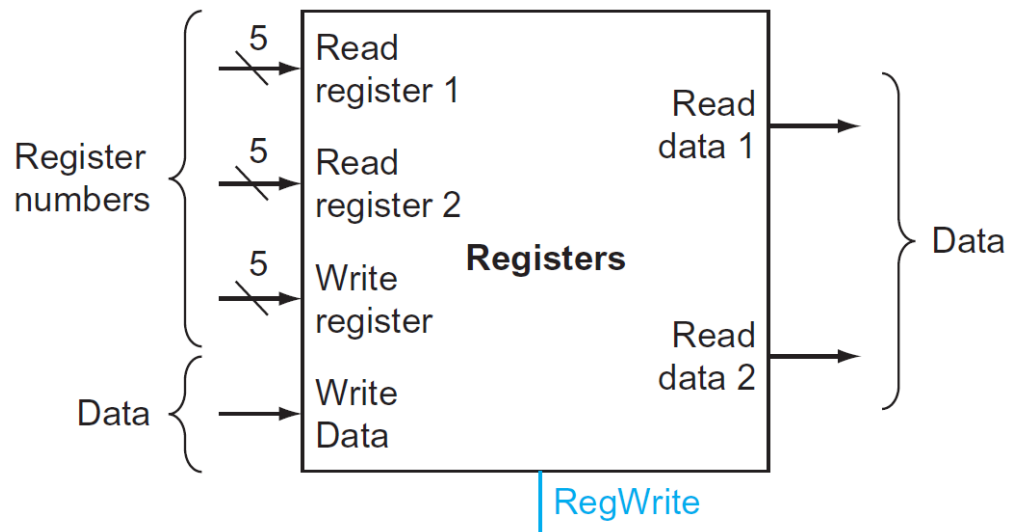 Register
numbers
Data
5
Read
register 1
5
Read
register 2
5
Write
register
Write
Data
Registers
Read
data 1
Read
data 2
Data
RegWrite